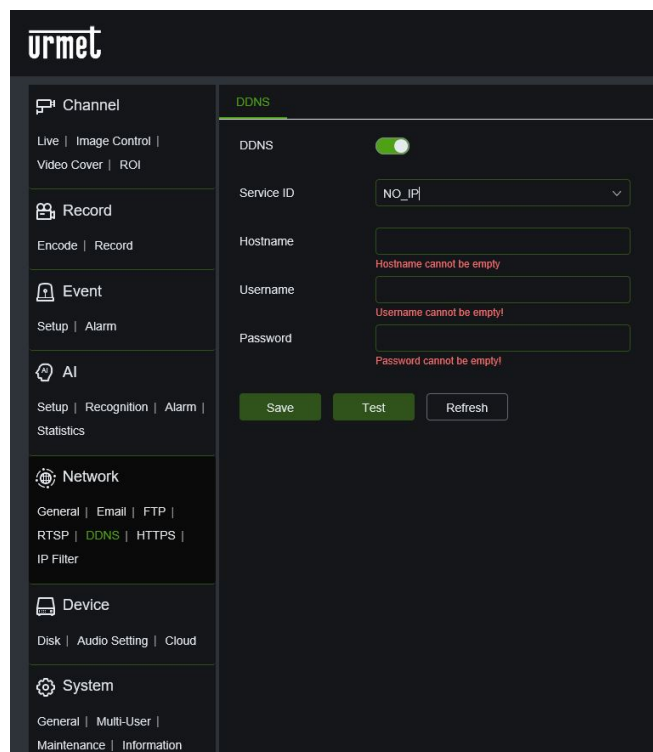 urmet
Channel
Live | Image Control |
Video Cover | ROI
Record
Encode | Record
Event
Setup | Alarm
AI
AI
Setup | Recognition | Alarm |
Statistics
Network
General | Email | FTP |
RTSP | DDNS | HTTPS |
IP Filter
Device
Disk | Audio Setting | Cloud
System
General | Multi-User |
Maintenance | Information
DDNS
DDNS
Service ID
NO_IP
Hostname
Hostname cannot be empty
Username
Username cannot be empty!
Password
Password cannot be empty!
Save Test Refresh